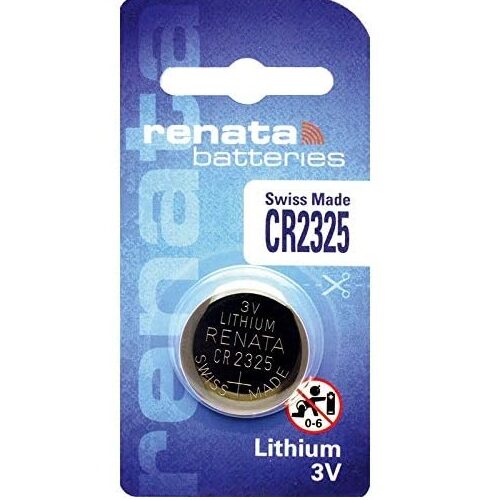 renata
renata
batteries
Swiss Made
CR2325
3V
LITHIUM
RENATA
CR 2325
SWISS MADE
0-6
Lithium
3V